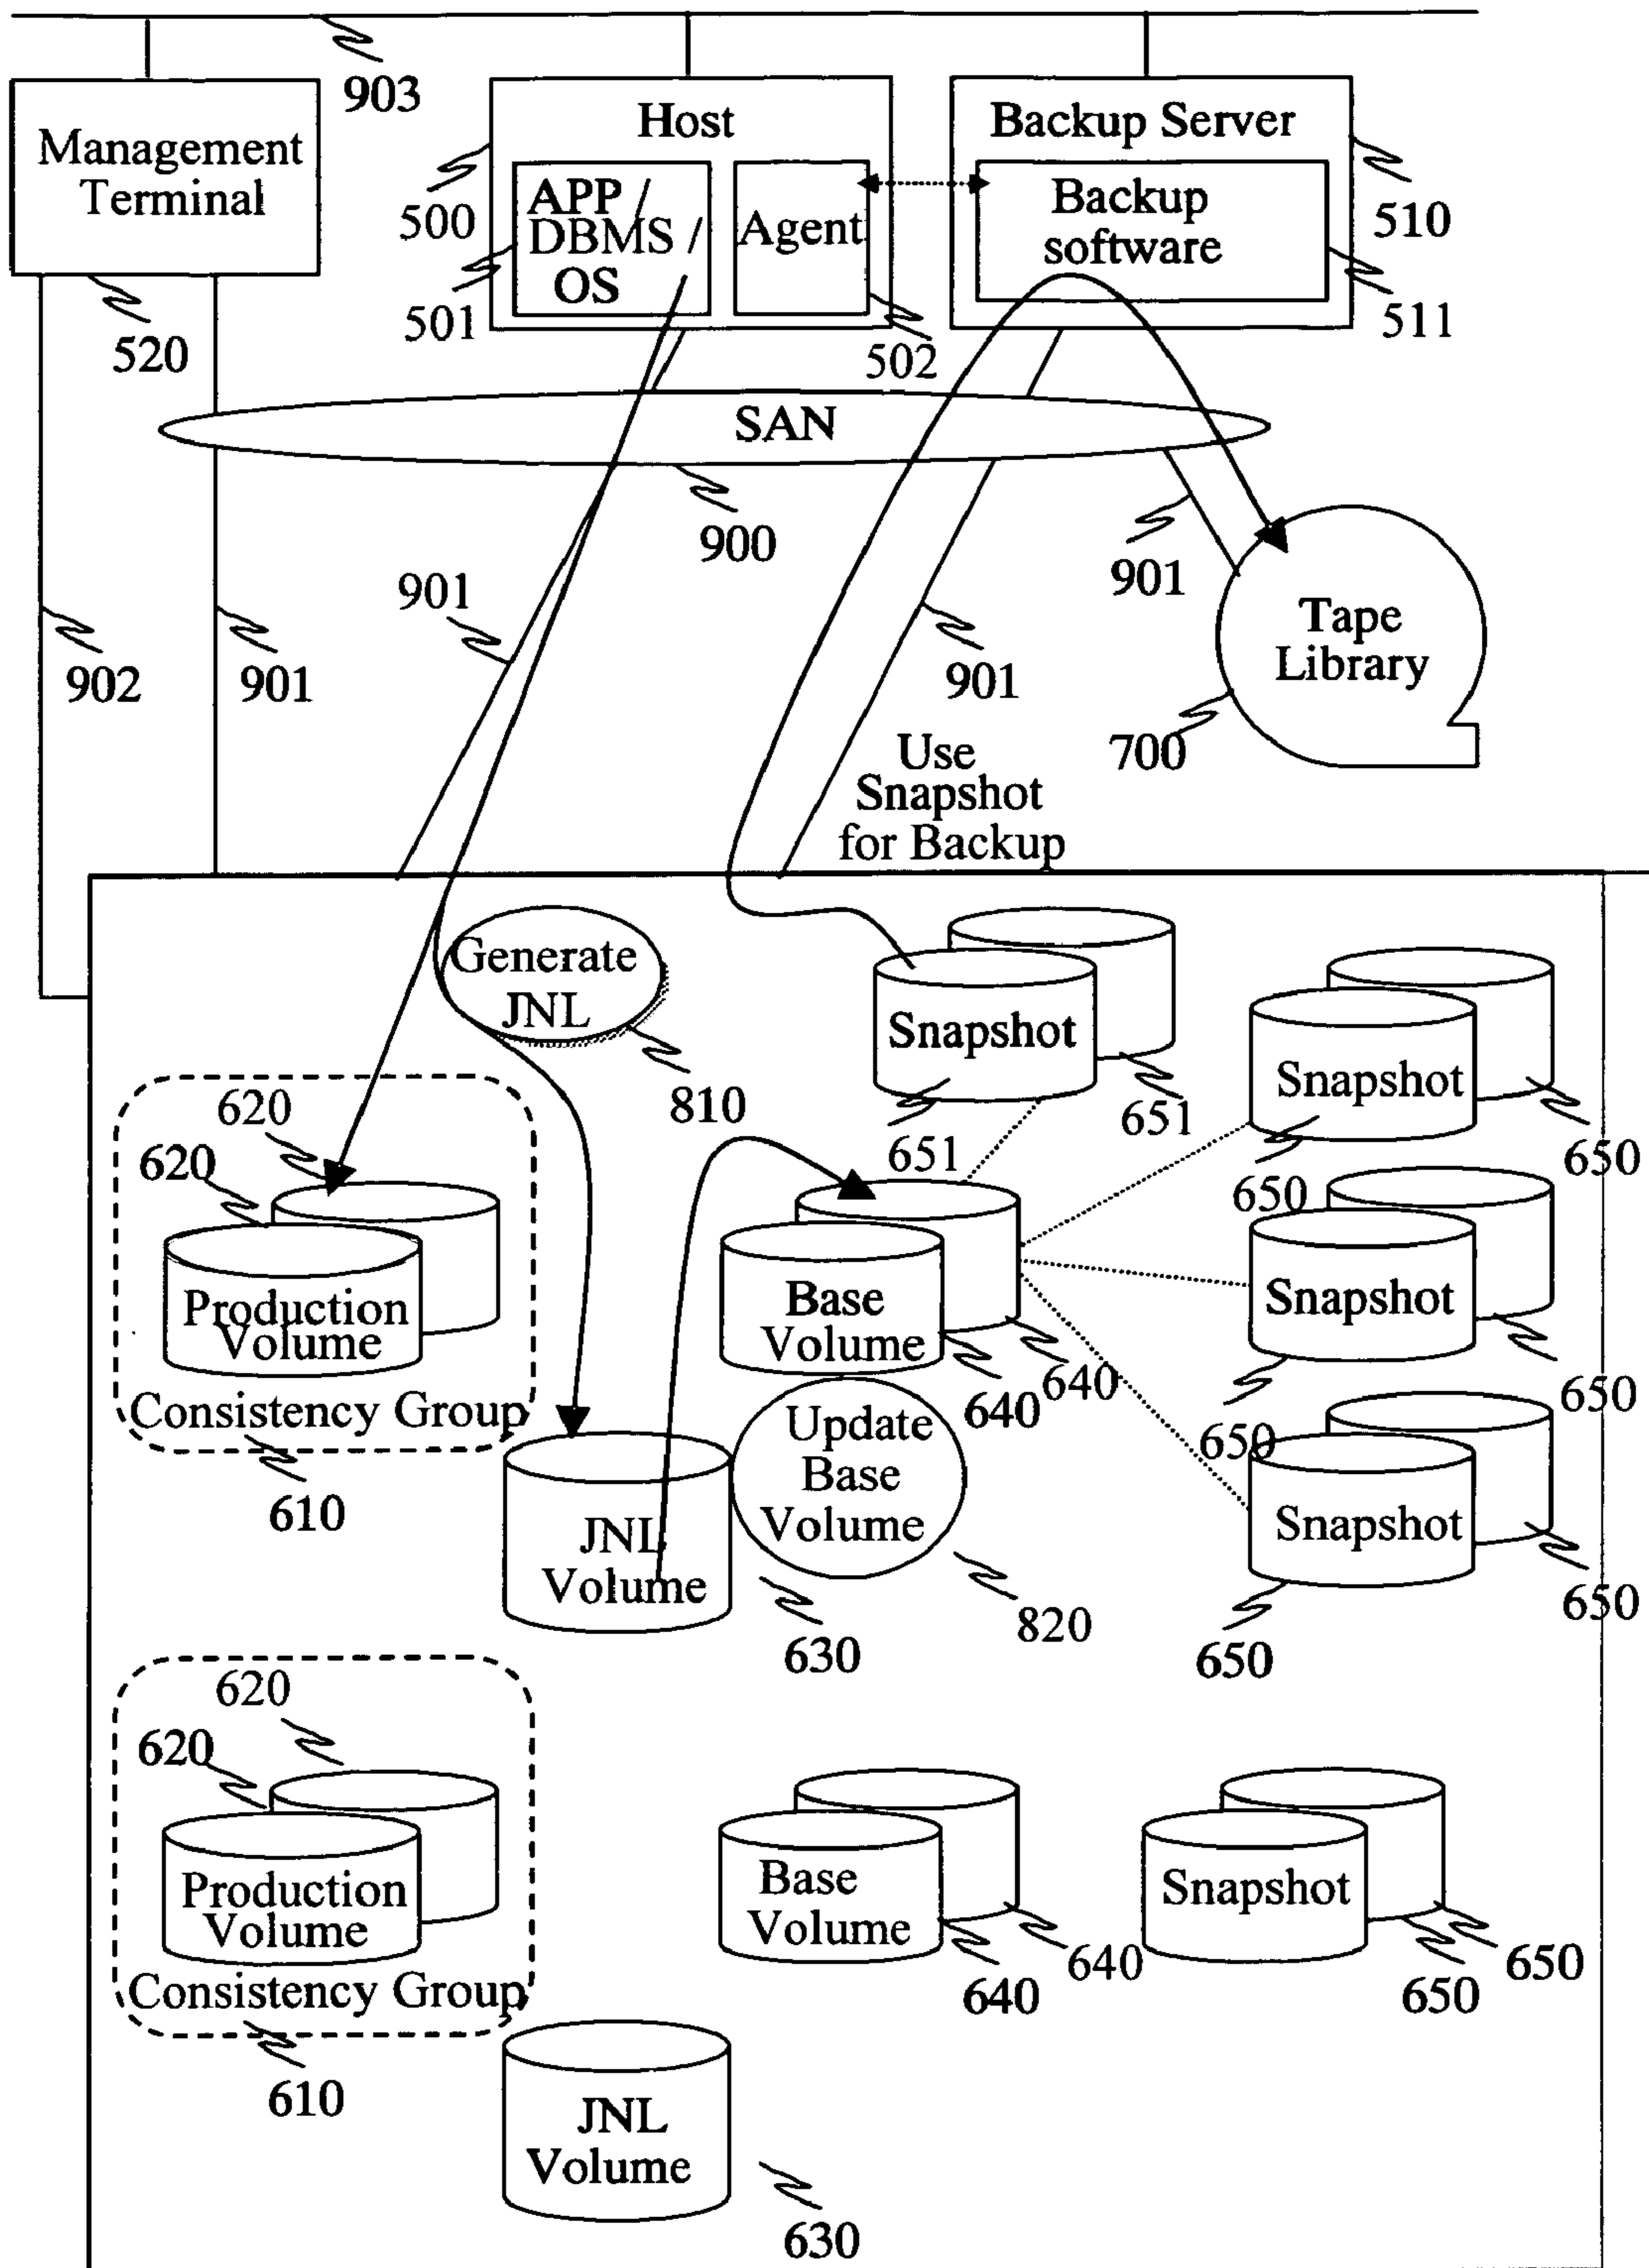 903
Management
Terminal
520
Host
500
APP /
DBMS /
OS
501
Agent
502
Backup Server
Backup
software
510
511
SAN
900
901
901
902
901
901
Tape
Library
700
Use
Snapshot
for Backup
Generate
JNL
810
Snapshot
651
651
Snapshot
650
650
620
620
Production
Volume
Consistency Group
610
Base
Volume
640
640
Snapshot
650
650
Update
Base
Volume
820
JNL
Volume
630
Snapshot
650
650
620
620
Production
Volume
Consistency Group
610
Base
Volume
640
640
Snapshot
650
650
JNL
Volume
630